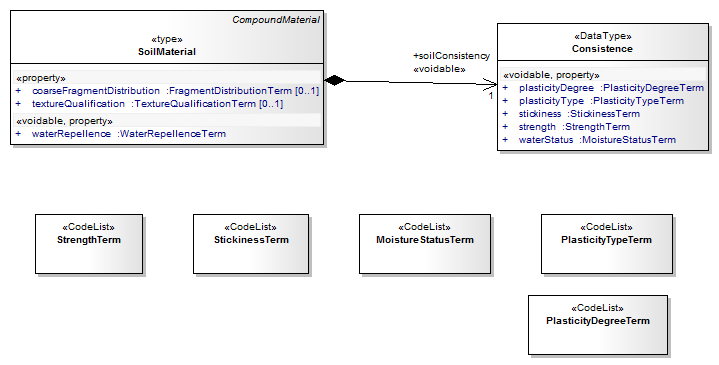 CompoundMaterial
«type»
SoilMaterial
«property»
+ coarseFragmentDistribution :FragmentDistributionTerm [0..1]
+ textureQualification :TextureQualificationTerm [0..1]
«voidable, property»
+ waterRepellence :WaterRepellenceTerm
+soilConsistency
«voidable»
1
«DataType»
Consistence
«voidable, property»
+ plasticityDegree :PlasticityDegreeTerm
+ plasticityType :PlasticityTypeTerm
+ stickiness :StickinessTerm
+ strength :StrengthTerm
+ waterStatus :MoistureStatusTerm
«CodeList»
StrengthTerm
«CodeList»
StickinessTerm
«CodeList»
MoistureStatusTerm
«CodeList»
PlasticityTypeTerm
«CodeList»
PlasticityDegreeTerm